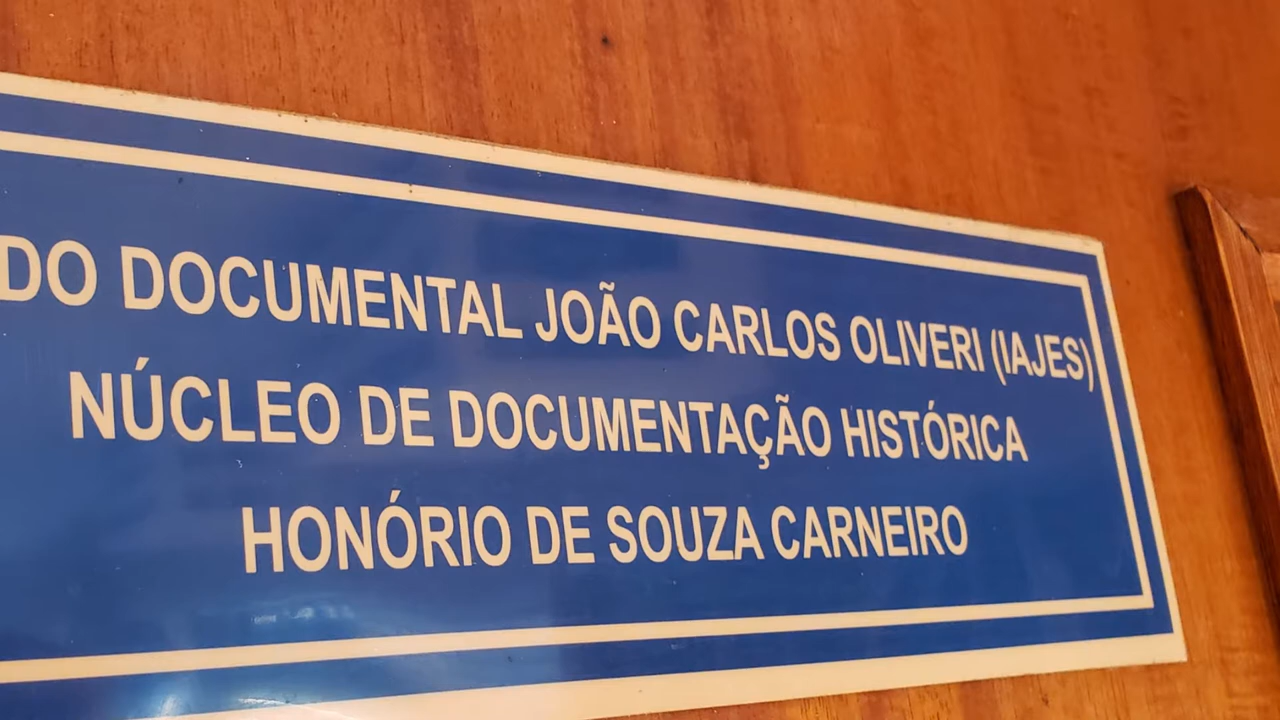 DO DOCUMENTAL JOÃO CARLOS OLIVERI (IAJES)
NÚCLEO DE DOCUMENTAÇÃO HISTÓRICA
HONÓRIO DE SOUZA CARNEIRO